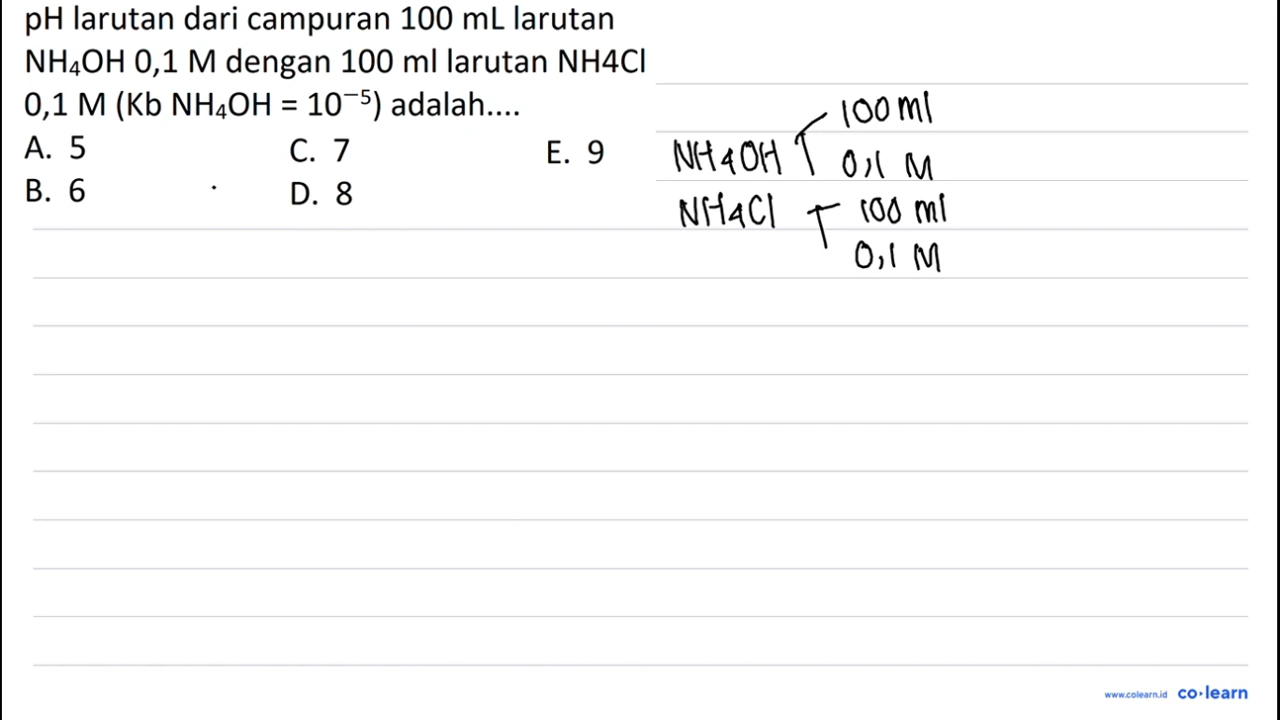 pH larutan dari campuran 100 mL larutan
NH₄OH 0,1 M dengan 100 ml larutan NH4Cl
0,1 M (Kb NH₄OH = 10⁻⁵) adalah....
A. 5 C. 7 E. 9
B. 6 D. 8
100 ml
NH4OH 0,1 M
NH4Cl 100 ml
0,1 M
www.colearn.id co·learn